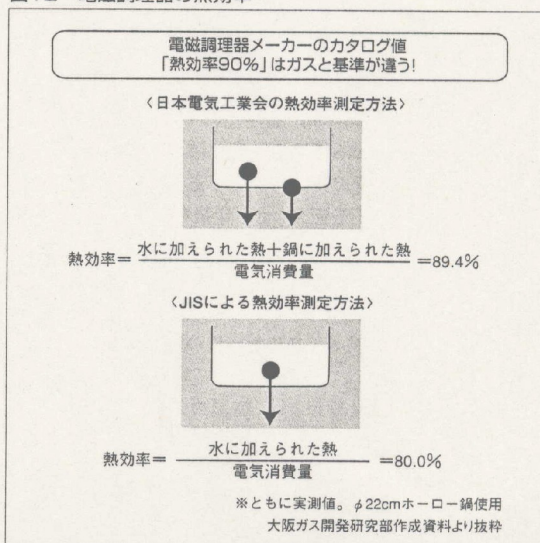 電磁調理器メーカーのカタログ値
「熱効率90%」はガスと基準が違う!
〈日本電気工業会の熱効率測定方法〉
熱効率=水に加えられた熱+鍋に加えられた熱/電気消費量=89.4%
〈JISによる熱効率測定方法〉
熱効率=水に加えられた熱/電気消費量=80.0%
※ともに実測値。φ22cmホーロー鍋使用
大阪ガス開発研究部作成資料より抜粋